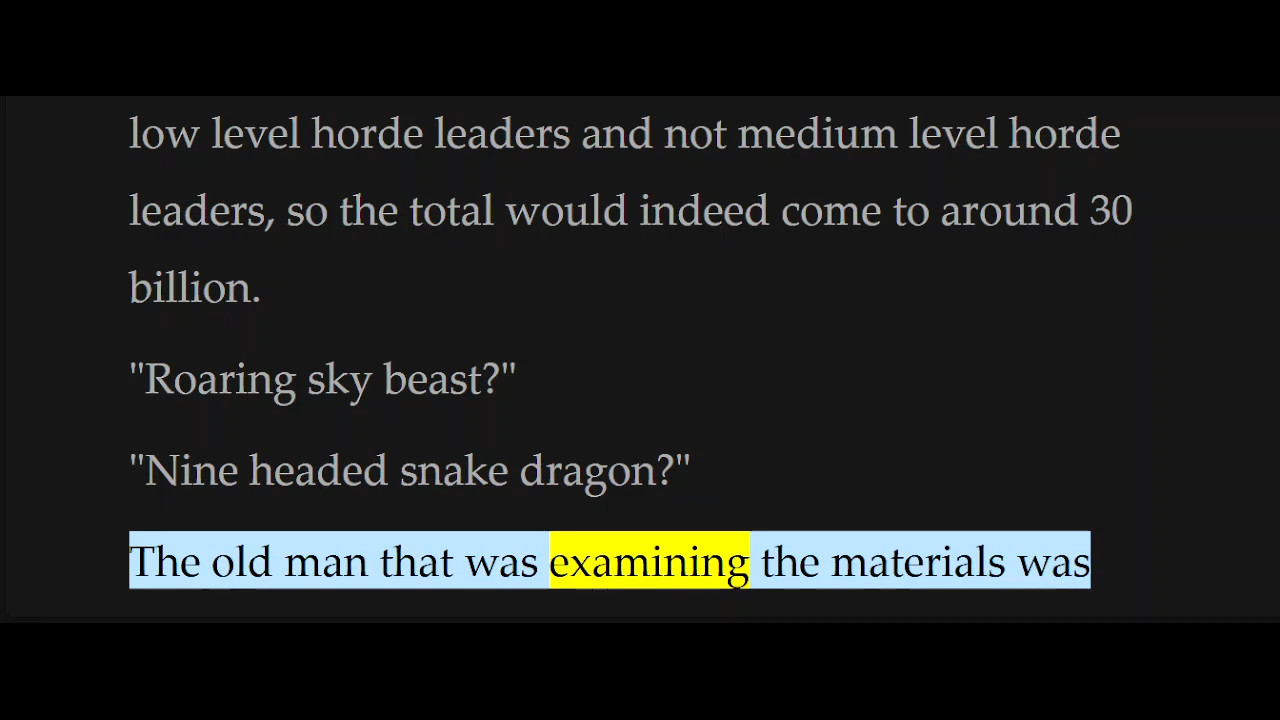 low level horde leaders and not medium level horde
leaders, so the total would indeed come to around 30
billion.
"Roaring sky beast?"
"Nine headed snake dragon?"
The old man that was examining the materials was